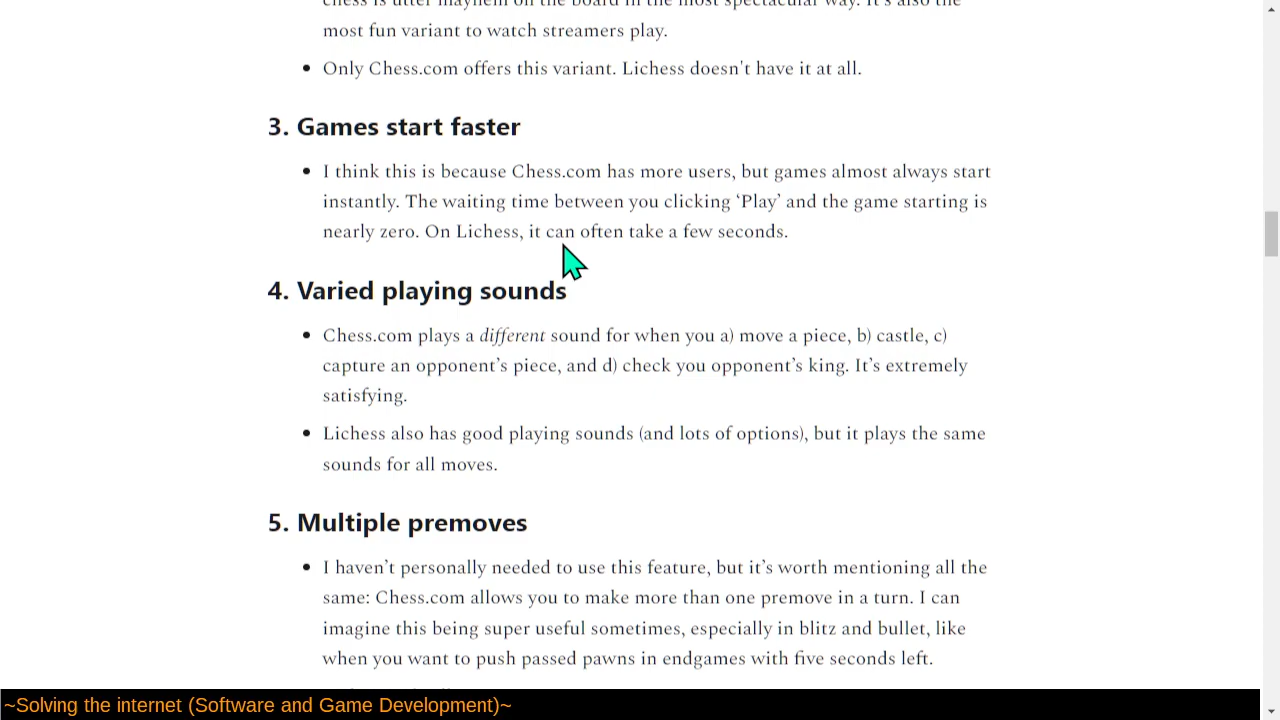 chess is utter mayhem on the board in the most spectacular way. It's also the
most fun variant to watch streamers play.
Only Chess.com offers this variant. Lichess doesn't have it at all.
3. Games start faster
I think this is because Chess.com has more users, but games almost always start
instantly. The waiting time between you clicking ‘Play’ and the game starting is
nearly zero. On Lichess, it can often take a few seconds.
4. Varied playing sounds
Chess.com plays a different sound for when you a) move a piece, b) castle, c)
capture an opponent’s piece, and d) check you opponent’s king. It’s extremely
satisfying.
Lichess also has good playing sounds (and lots of options), but it plays the same
sounds for all moves.
5. Multiple premoves
I haven’t personally needed to use this feature, but it’s worth mentioning all the
same: Chess.com allows you to make more than one premove in a turn. I can
imagine this being super useful sometimes, especially in blitz and bullet, like
when you want to push passed pawns in endgames with five seconds left.
~Solving the internet (Software and Game Development)~